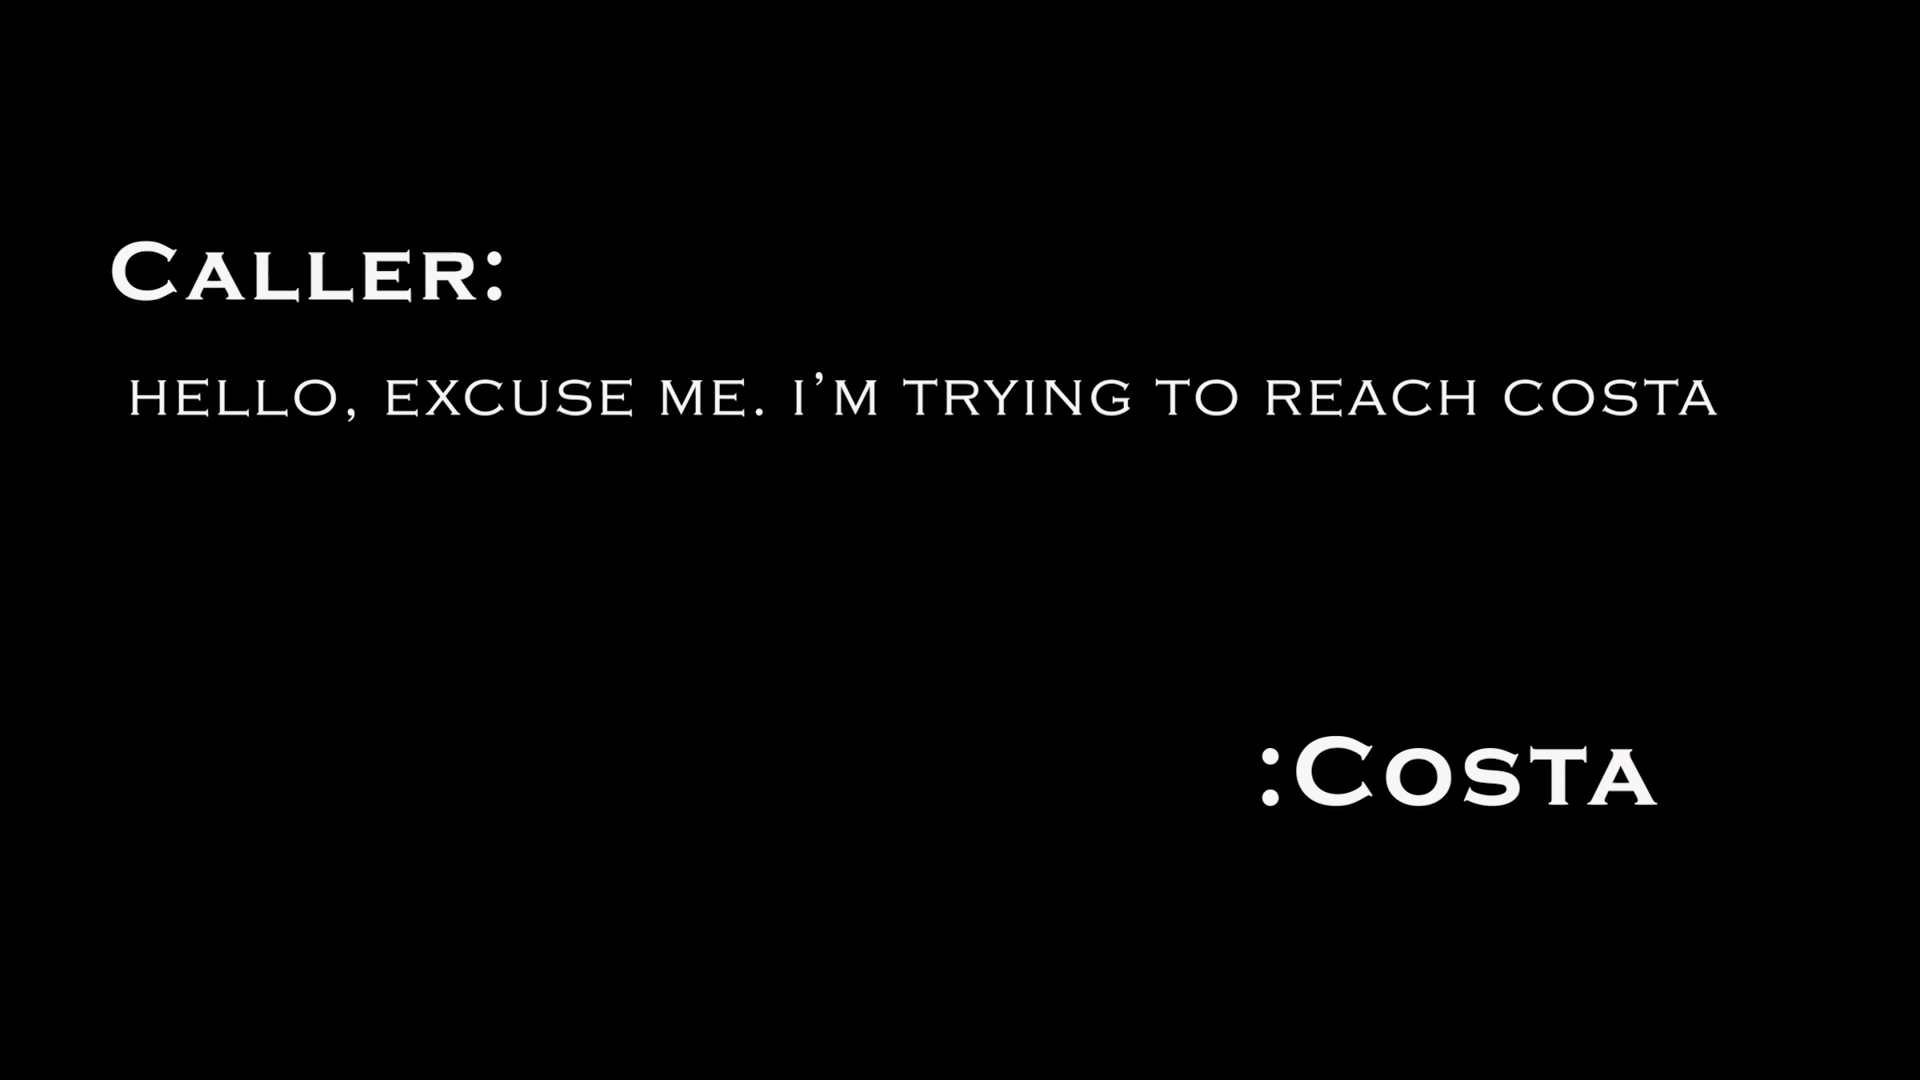 Caller:
HELLO, EXCUSE ME. I’M TRYING TO REACH COSTA
:Costa